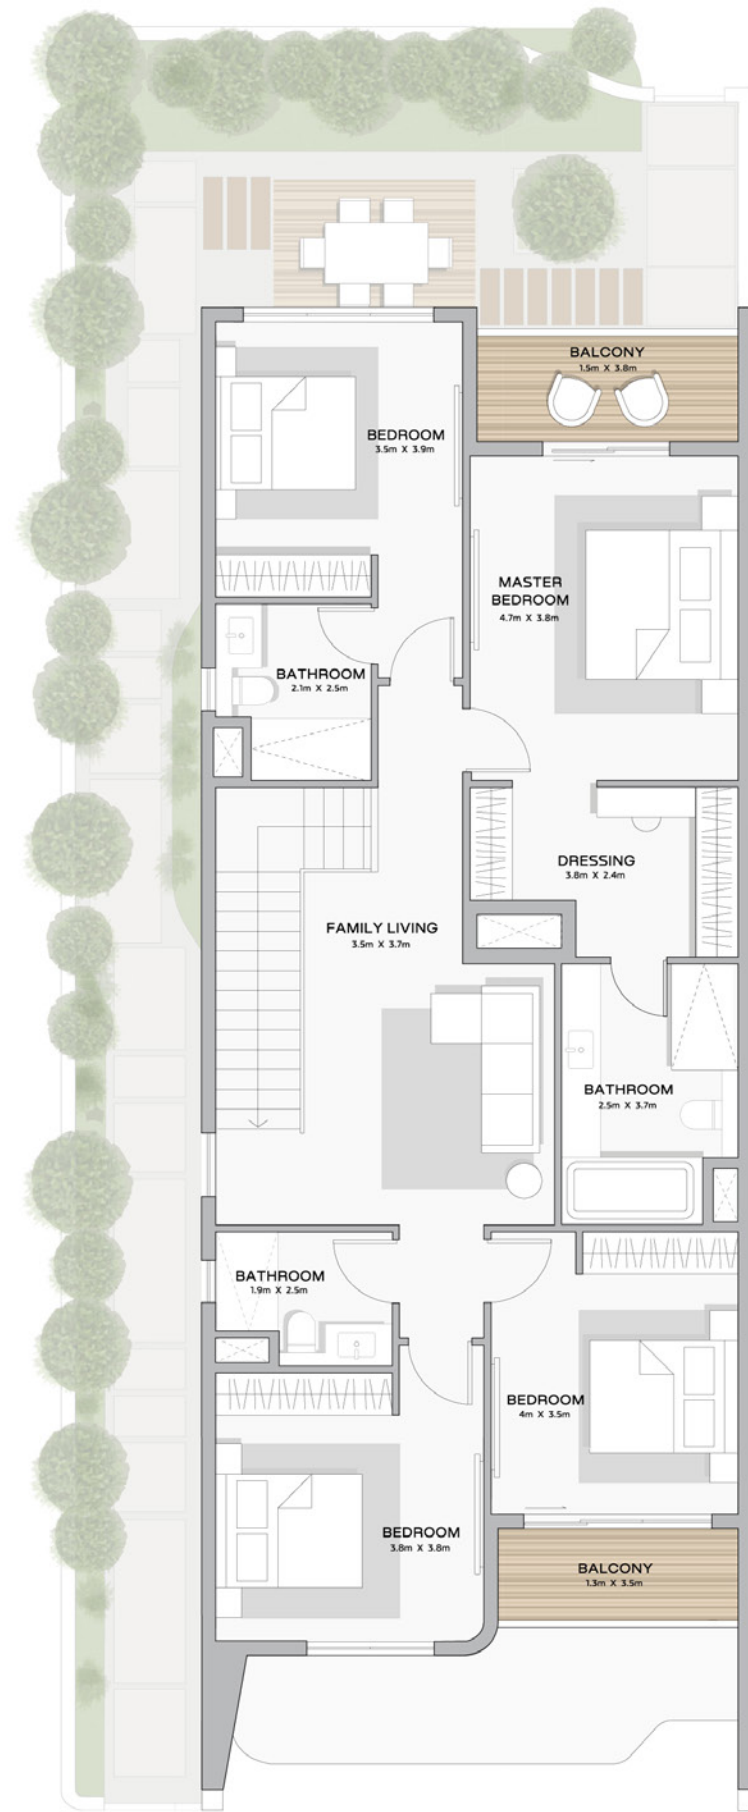 BALCONY
1.5m X 3.8m
BEDROOM
3.5m X 3.9m
MASTER
BEDROOM
4.7m X 3.8m
BATHROOM
2.1m X 2.5m
DRESSING
3.8m X 2.4m
FAMILY LIVING
3.5m X 3.7m
BATHROOM
2.5m X 3.7m
BATHROOM
1.9m X 2.5m
BEDROOM
4m X 3.5m
BEDROOM
3.8m X 3.8m
BALCONY
1.3m X 3.5m